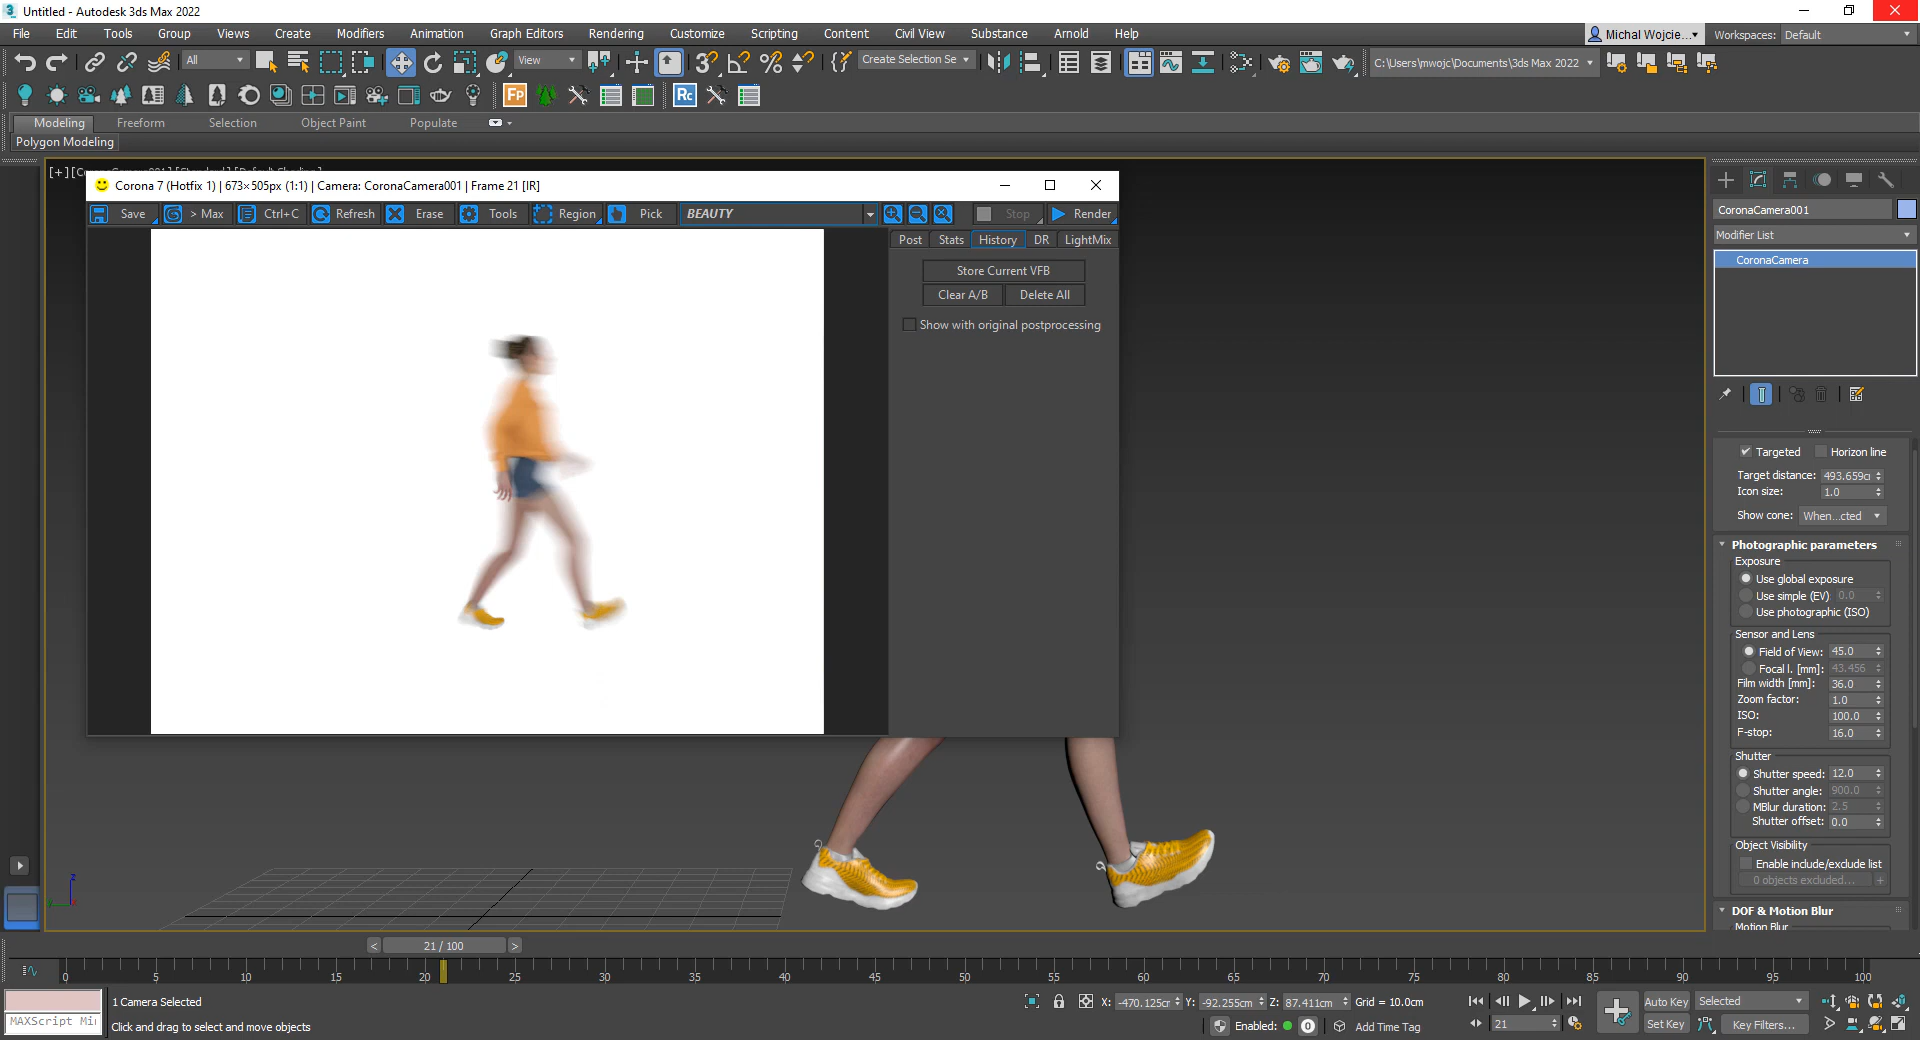 Untitled - Autodesk 3ds Max 2022
File Edit Tools Group Views Create Modifiers Animation Graph Editors Rendering Customize Scripting Content Civil View Substance Arnold Help
Michal Wojcie...
Workspaces: Default
All
View
Create Selection Se
C:\Users\mwojc\Documents\3ds Max 2022
Fp
Rc
Modeling Freeform Selection Object Paint Populate
Polygon Modeling
Corona 7 (Hotfix 1) | 673×505px (1:1) | Camera: CoronaCamera001 | Frame 21 [IR]
Save > Max Ctrl+C Refresh Erase Tools Region Pick BEAUTY Stop Render
Post Stats History DR LightMix
Store Current VFB
Clear A/B Delete All
Show with original postprocessing
CoronaCamera001
Modifier List
CoronaCamera
Targeted Horizon line
Target distance: 493.659c
Icon size: 1.0
Show cone: When...cted
Photographic parameters
Exposure
Use global exposure
Use simple (EV) 0.0
Use photographic (ISO)
Sensor and Lens
Field of View: 45.0
Focal l. [mm]: 43.456
Film width [mm]: 36.0
Zoom factor: 1.0
ISO: 100.0
F-stop: 16.0
Shutter
Shutter speed: 12.0
Shutter angle: 900.0
MBlur duration: 2.5
Shutter offset: 0.0
Object Visibility
Enable include/exclude list
0 objects excluded... +
DOF & Motion Blur
Motion Blur
z
< 21 / 100 >
0 5 10 15 20 25 30 35 40 45 50 55 60 65 70 75 80 85 90 95 100
1 Camera Selected
MAXScript Mi
Click and drag to select and move objects
X: -470.125cm Y: -92.255cm Z: 87.411cm Grid = 10.0cm
Enabled: 0 Add Time Tag
21
Auto Key Selected
Set Key Key Filters...